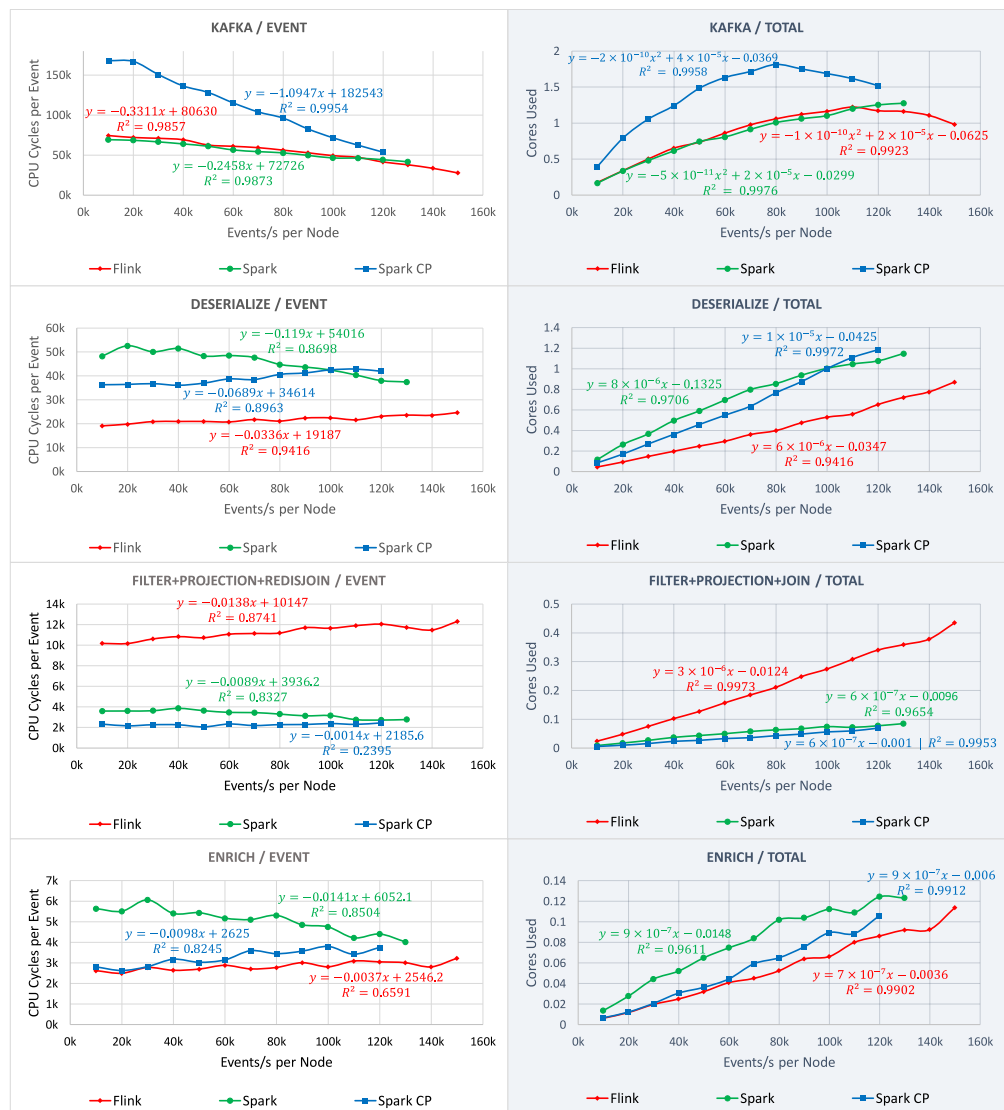 KAFKA / EVENT
CPU Cycles per Event
150k
100k
50k
0k
y = −0.3311x + 80630
R² = 0.9857
y = −1.0947x + 182543
R² = 0.9954
y = −0.2458x + 72726
R² = 0.9873
0k 20k 40k 60k 80k 100k 120k 140k 160k
Events/s per Node
Flink Spark Spark CP
KAFKA / TOTAL
Cores Used
2
1.5
1
0.5
0
y = −2 × 10⁻¹⁰x² + 4 × 10⁻⁵x − 0.0369
R² = 0.9958
y = −1 × 10⁻¹⁰x² + 2 × 10⁻⁵x − 0.0625
R² = 0.9923
y = −5 × 10⁻¹¹x² + 2 × 10⁻⁵x − 0.0299
R² = 0.9976
0k 20k 40k 60k 80k 100k 120k 140k 160k
Events/s per Node
Flink Spark Spark CP
DESERIALIZE / EVENT
CPU Cycles per Event
60k
50k
40k
30k
20k
10k
0k
y = −0.119x + 54016
R² = 0.8698
y = −0.0689x + 34614
R² = 0.8963
y = −0.0336x + 19187
R² = 0.9416
0k 20k 40k 60k 80k 100k 120k 140k 160k
Events/s per Node
Flink Spark Spark CP
DESERIALIZE / TOTAL
Cores Used
1.4
1.2
1.0
0.8
0.6
0.4
0.2
0
y = 1 × 10⁻⁵x − 0.0425
R² = 0.9972
y = 8 × 10⁻⁶x − 0.1325
R² = 0.9706
y = 6 × 10⁻⁶x − 0.0347
R² = 0.9416
0k 20k 40k 60k 80k 100k 120k 140k 160k
Events/s per Node
Flink Spark Spark CP
FILTER+PROJECTION+REDISJOIN / EVENT
CPU Cycles per Event
14k
12k
10k
8k
6k
4k
2k
0k
y = −0.0138x + 10147
R² = 0.8741
y = −0.0089x + 3936.2
R² = 0.8327
y = −0.0014x + 2185.6
R² = 0.2395
0k 20k 40k 60k 80k 100k 120k 140k 160k
Events/s per Node
Flink Spark Spark CP
FILTER+PROJECTION+JOIN / TOTAL
Cores Used
0.5
0.4
0.3
0.2
0.1
0
y = 3 × 10⁻⁶x − 0.0124
R² = 0.9973
y = 6 × 10⁻⁷x − 0.0096
R² = 0.9654
y = 6 × 10⁻⁷x − 0.001 | R² = 0.9953
0k 20k 40k 60k 80k 100k 120k 140k 160k
Events/s per Node
Flink Spark Spark CP
ENRICH / EVENT
CPU Cycles per Event
7k
6k
5k
4k
3k
2k
1k
0k
y = −0.0141x + 6052.1
R² = 0.8504
y = −0.0098x + 2625
R² = 0.8245
y = −0.0037x + 2546.2
R² = 0.6591
0k 20k 40k 60k 80k 100k 120k 140k 160k
Events/s per Node
Flink Spark Spark CP
ENRICH / TOTAL
Cores Used
0.14
0.12
0.1
0.08
0.06
0.04
0.02
0
y = 9 × 10⁻⁷x − 0.006
R² = 0.9912
y = 9 × 10⁻⁷x − 0.0148
R² = 0.9611
y = 7 × 10⁻⁷x − 0.0036
R² = 0.9902
0k 20k 40k 60k 80k 100k 120k 140k 160k
Events/s per Node
Flink Spark Spark CP